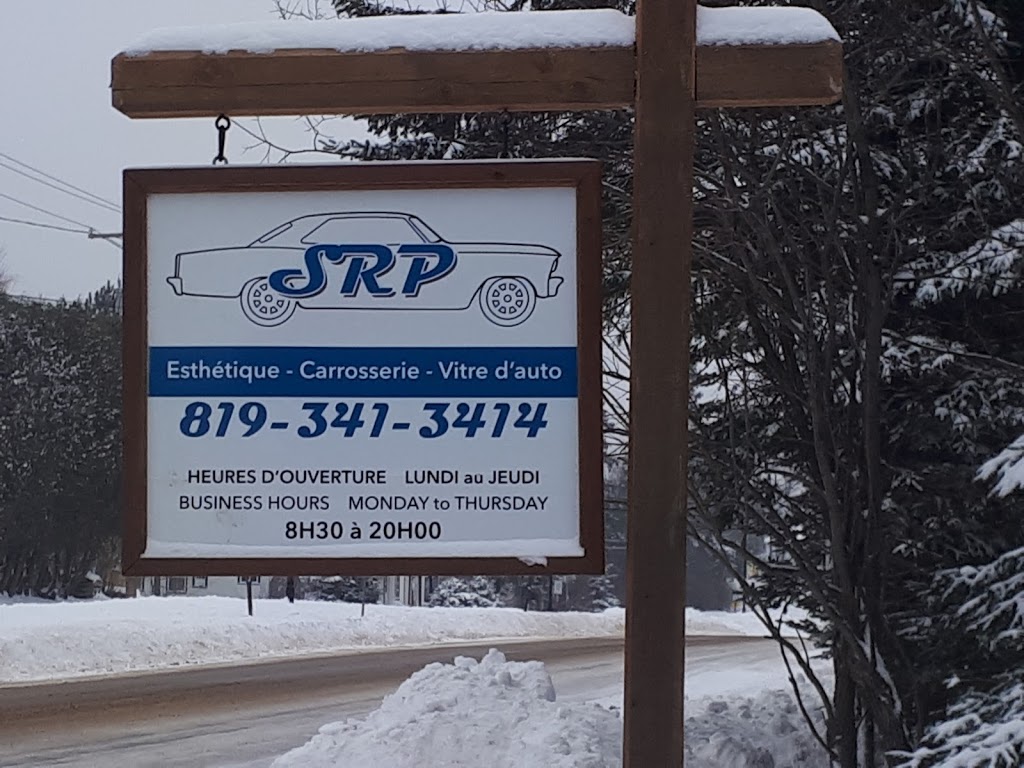 SRP
Esthétique - Carrosserie - Vitre d'auto
819-341-3414
HEURES D'OUVERTURE LUNDI au JEUDI
BUSINESS HOURS MONDAY to THURSDAY
8H30 à 20H00